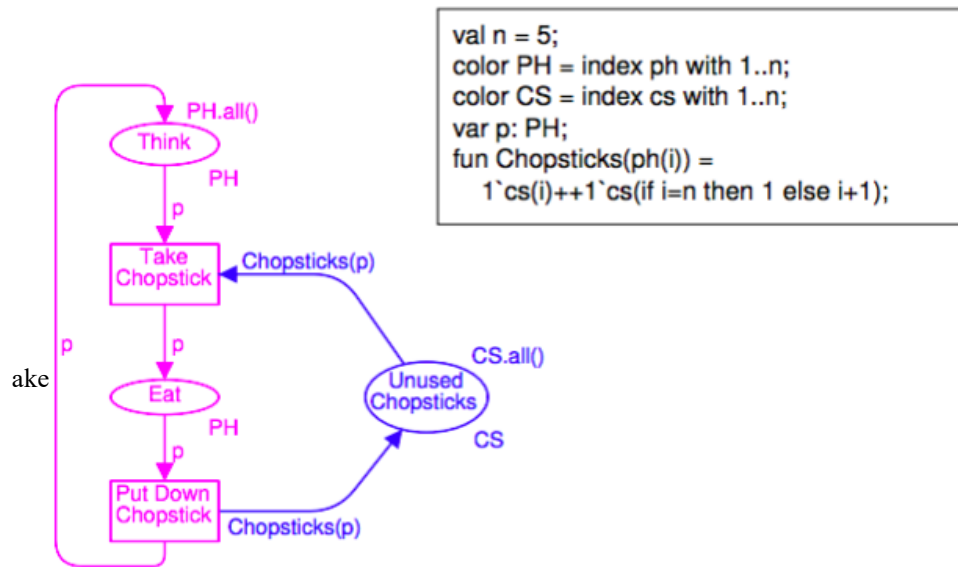 val n = 5;
color PH = index ph with 1..n;
color CS = index cs with 1..n;
var p: PH;
fun Chopsticks(ph(i)) =
1`cs(i)++1`cs(if i=n then 1 else i+1);
PH.all()
Think
PH
p
Take
Chopstick
Chopsticks(p)
p
p
ake
CS.all()
Unused
Chopsticks
CS
Eat
PH
p
Put Down
Chopstick
Chopsticks(p)